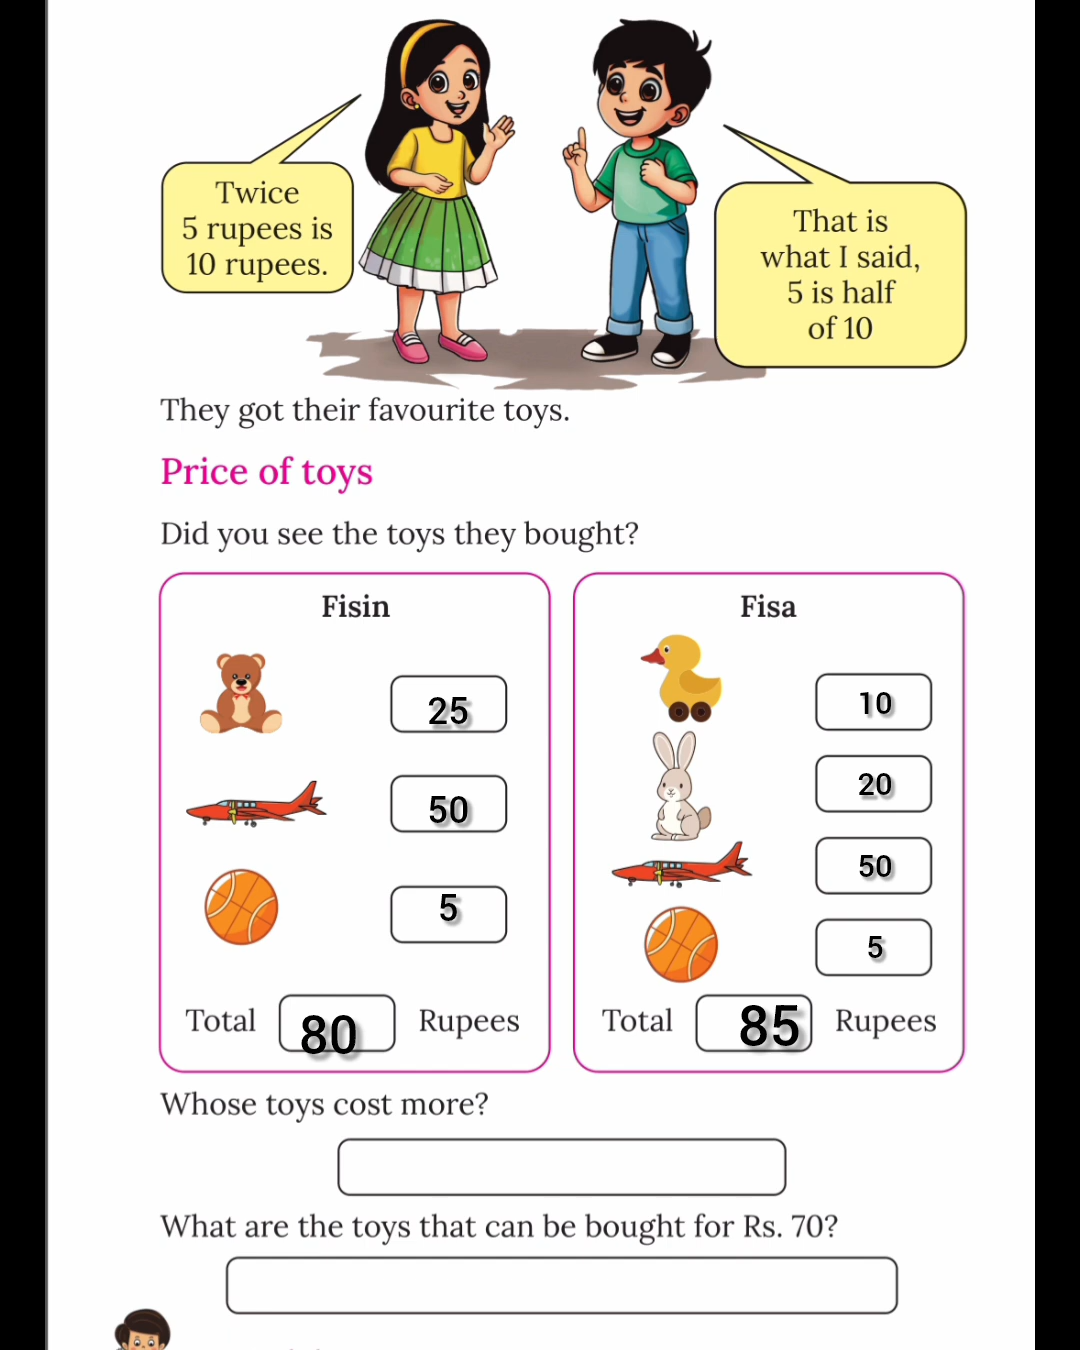 Twice
5 rupees is
10 rupees.
That is
what I said,
5 is half
of 10
They got their favourite toys.
Price of toys
Did you see the toys they bought?
Fisin
25
50
5
Total 80 Rupees
Fisa
10
20
50
5
Total 85 Rupees
Whose toys cost more?
What are the toys that can be bought for Rs. 70?